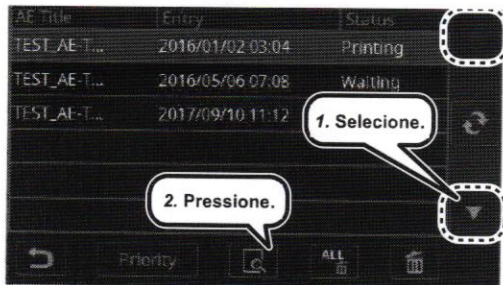 AE Title Entry Status
TEST_AE-T... 2016/01/02 03:04 Printing
TEST_AE-T... 2016/05/06 07:08 Waiting
TEST_AE-T... 2017/09/10 11:12
1. Selecione.
2. Pressione.
Priority ALL